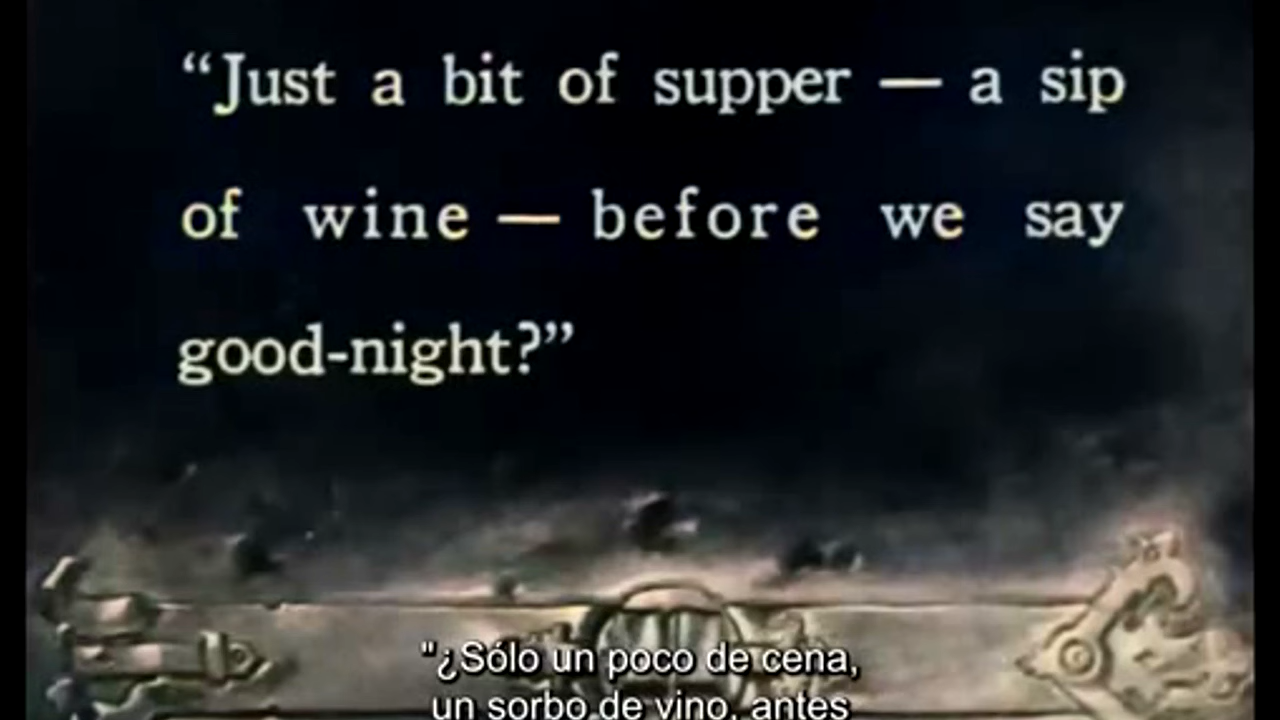 “Just a bit of supper — a sip
of wine — before we say
good-night?”
"¿Sólo un poco de cena,
un sorbo de vino, antes